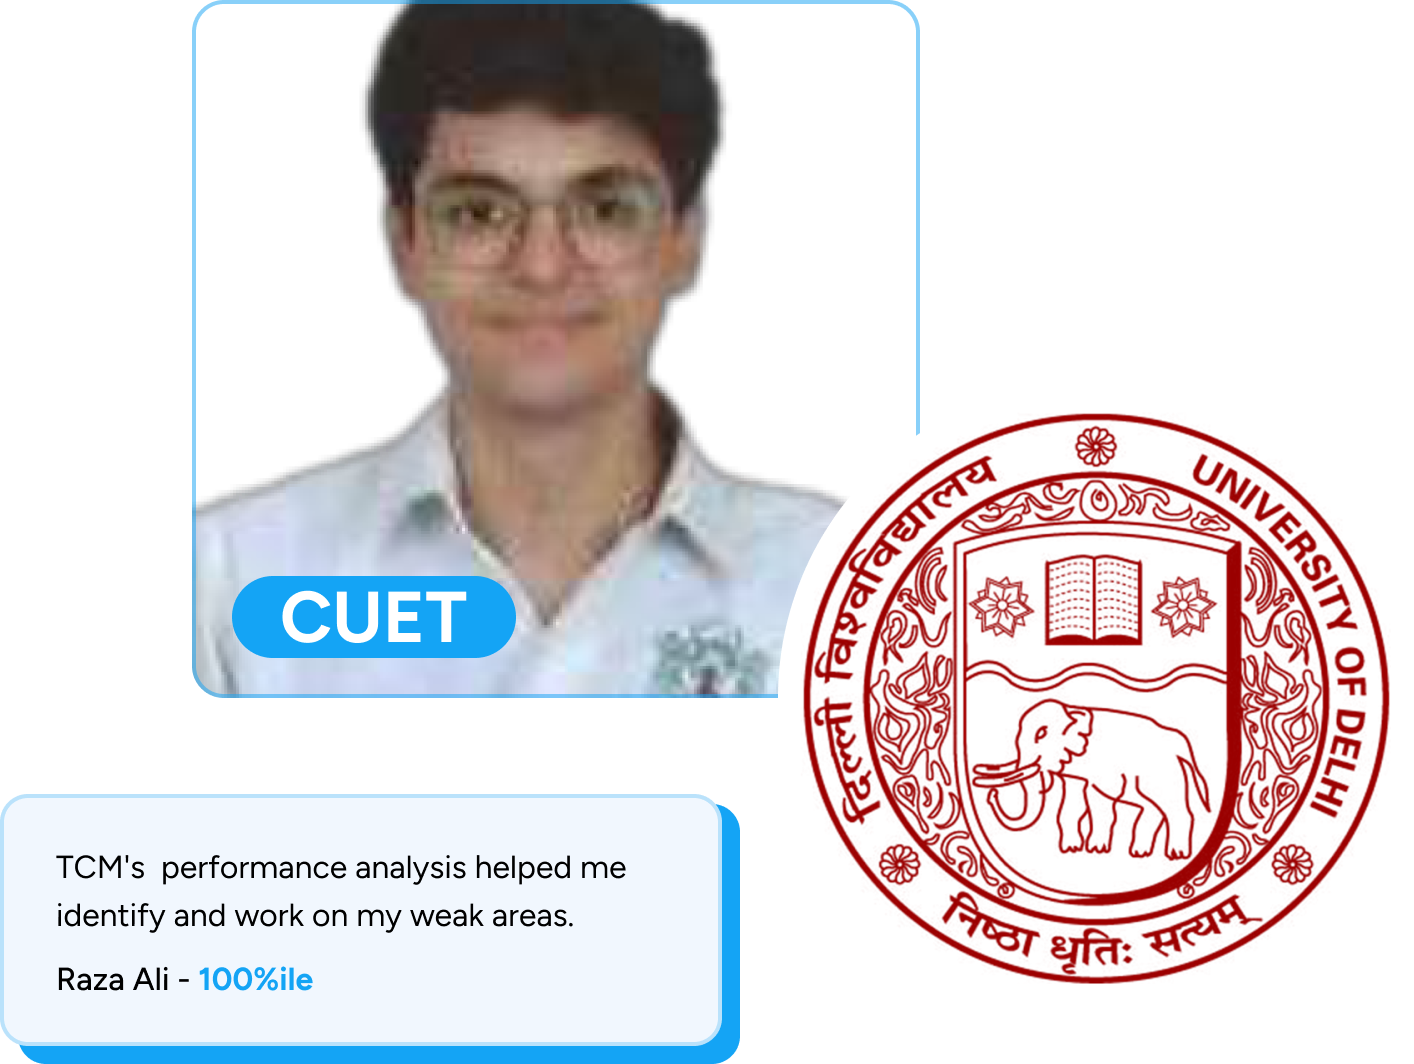 CUET
दिल्ली विश्वविद्यालय
UNIVERSITY OF DELHI
निष्ठा धृतिः सत्यम्
TCM's  performance analysis helped me
identify and work on my weak areas.
Raza Ali - 100%ile